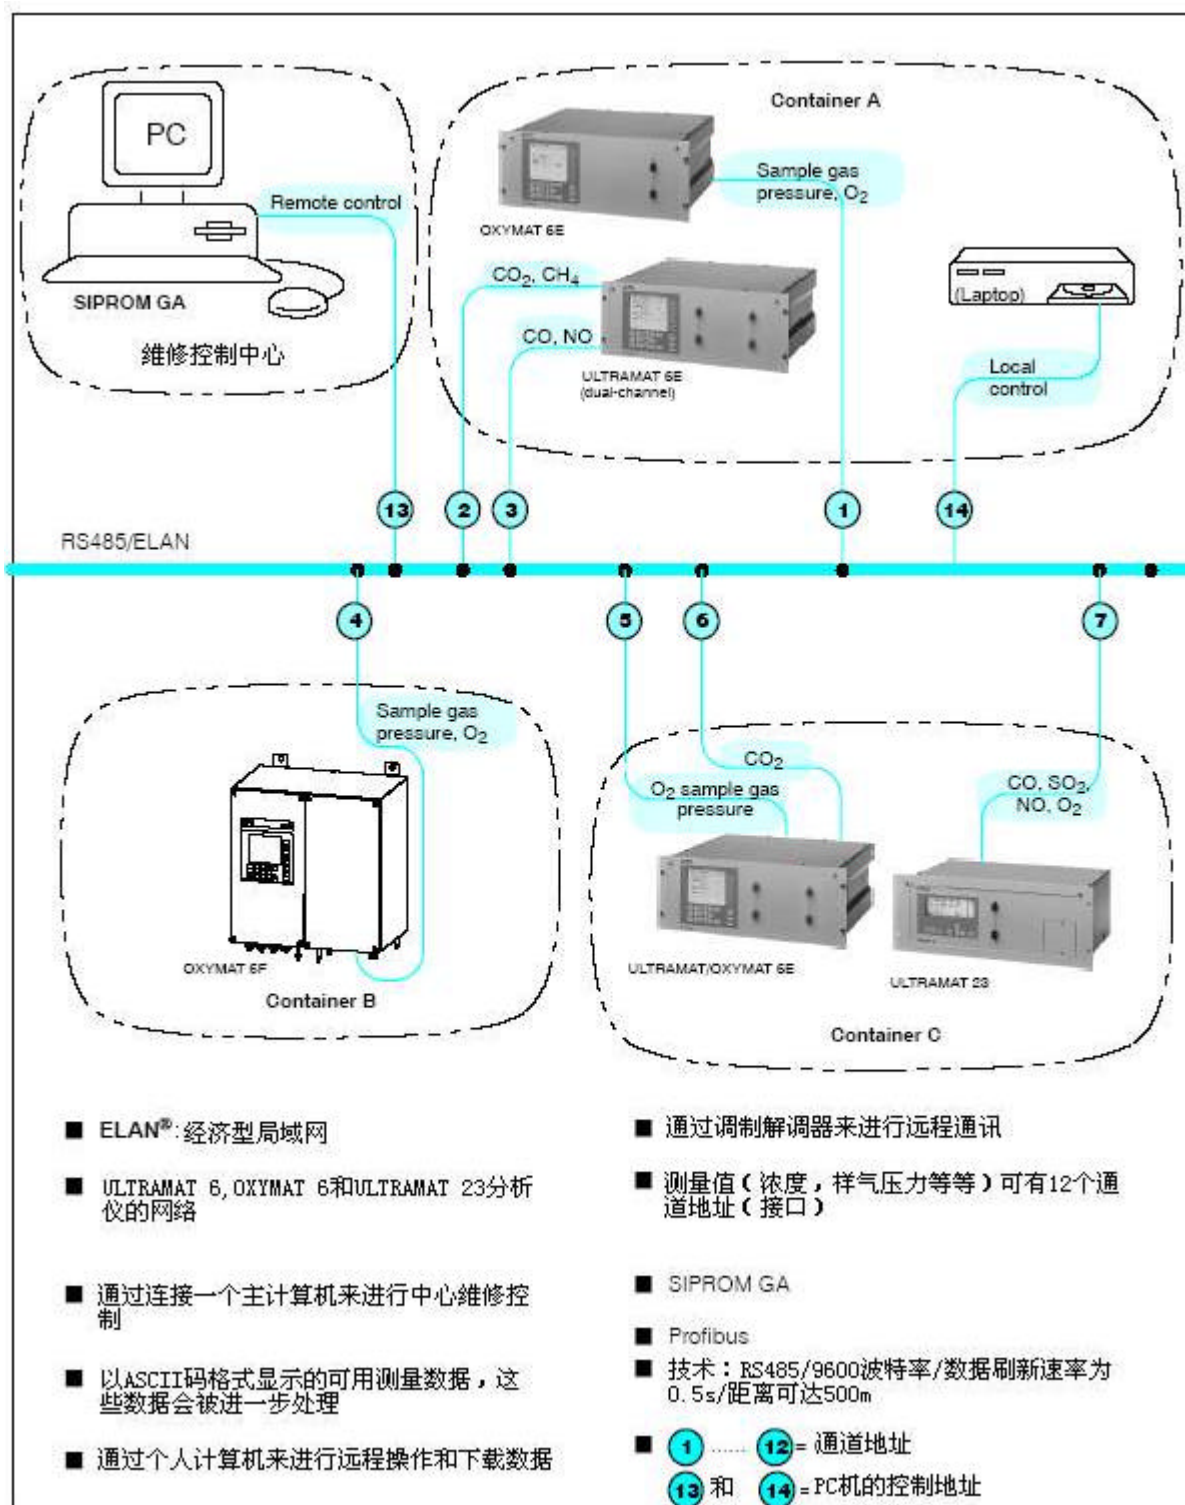 PC
Remote control
SIPROM GA
维修控制中心
Container A
Sample gas
pressure, O₂
OXYMAT 6E
CO₂, CH₄
CO, NO
ULTRAMAT 6E
(dual-channel)
(Laptop)
Local
control
13
2
3
1
14
RS485/ELAN
4
5
6
7
Sample gas
pressure, O₂
OXYMAT 6F
Container B
CO₂
O₂ sample gas
pressure
CO, SO₂,
NO, O₂
ULTRAMAT/OXYMAT 6E
ULTRAMAT 23
Container C
■ ELAN®:经济型局域网
■ ULTRAMAT 6,OXYMAT 6和ULTRAMAT 23分析
仪的网络
■ 通过连接一个主计算机来进行中心维修控
制
■ 以ASCII码格式显示的可用测量数据，这
些数据会被进一步处理
■ 通过个人计算机来进行远程操作和下载数据
■ 通过调制解调器来进行远程通讯
■ 测量值（浓度，样气压力等等）可有12个通
道地址（接口）
■ SIPROM GA
■ Profibus
■ 技术：RS485/9600波特率/数据刷新速率为
0.5s/距离可达500m
■ 1 ...... 12= 通道地址
13 和 14=PC机的控制地址